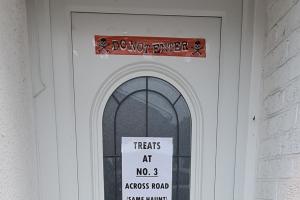 DO NOT ENTER
TREATS
AT
NO. 3
ACROSS ROAD
(SAME HAUNT)